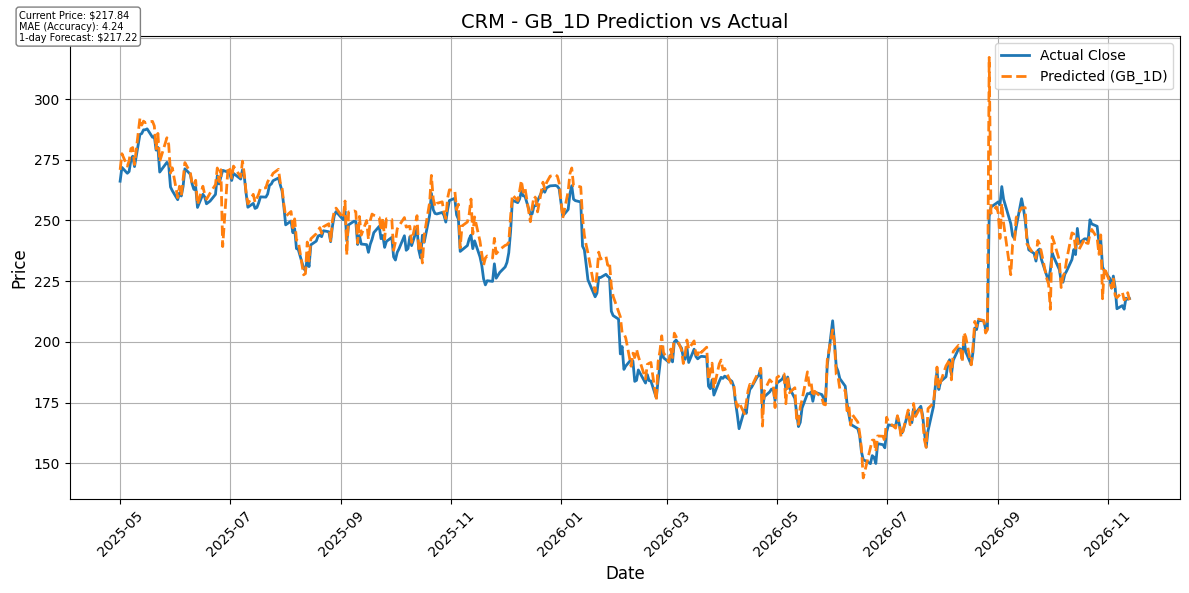 Current Price: $217.84
MAE (Accuracy): 4.24
1-day Forecast: $217.22
CRM - GB_1D Prediction vs Actual
Actual Close
Predicted (GB_1D)
Price
300
275
250
225
200
175
150
2025-05
2025-07
2025-09
2025-11
2026-01
2026-03
2026-05
2026-07
2026-09
2026-11
Date